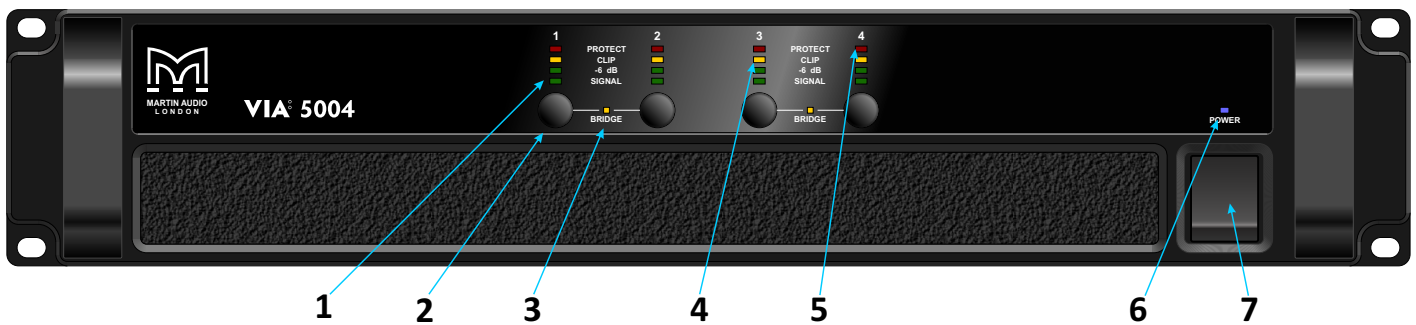 1 2 3 4
PROTECT PROTECT
CLIP CLIP
-6 dB -6 dB
SIGNAL SIGNAL
MARTIN AUDIO
LONDON
VIA 5004
BRIDGE BRIDGE
POWER
1 2 3 4 5 6 7